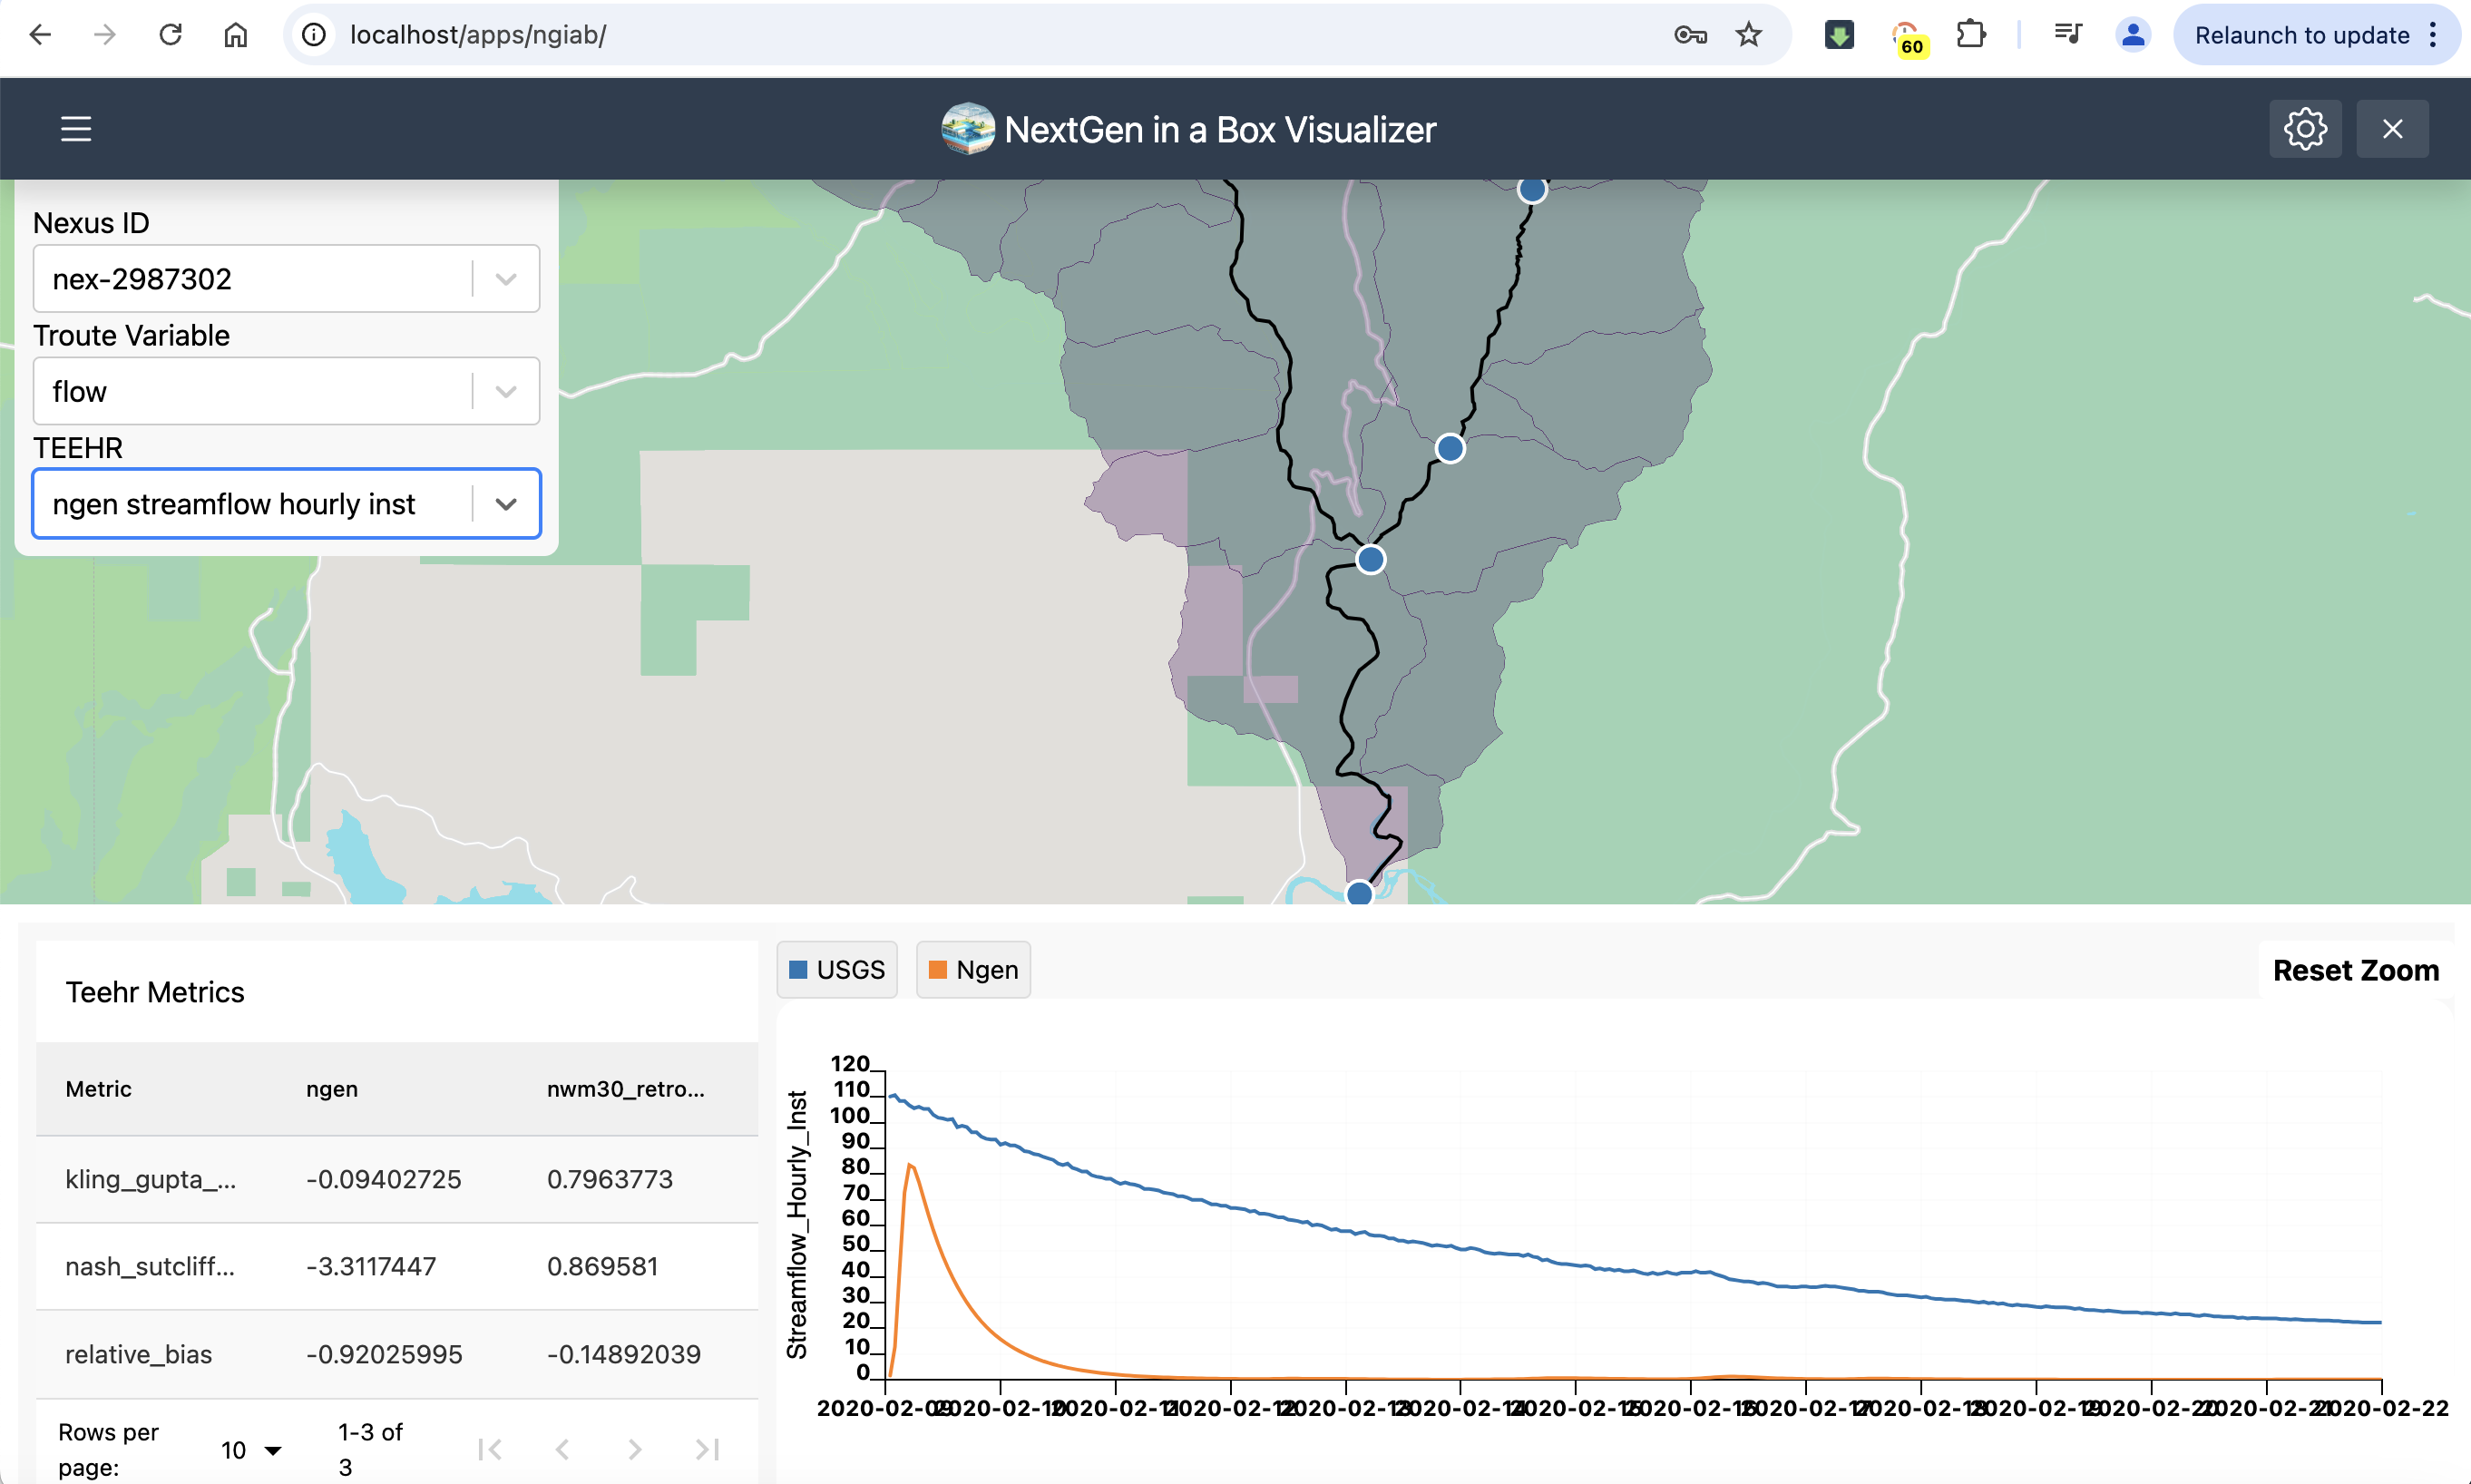 localhost/apps/ngiab/
60
Relaunch to update
NextGen in a Box Visualizer
Nexus ID
nex-2987302
Troute Variable
flow
TEEHR
ngen streamflow hourly inst
Teehr Metrics
Metric ngen nwm30_retro...
kling_gupta_... -0.09402725 0.7963773
nash_sutcliff... -3.3117447 0.869581
relative_bias -0.92025995 -0.14892039
Rows per page: 10 1-3 of 3
USGS Ngen Reset Zoom
Streamflow_Hourly_Inst
120
110
100
90
80
70
60
50
40
30
20
10
0
2020-02-09 2020-02-10 2020-02-11 2020-02-12 2020-02-13 2020-02-14 2020-02-15 2020-02-16 2020-02-17 2020-02-18 2020-02-19 2020-02-20 2020-02-21 2020-02-22